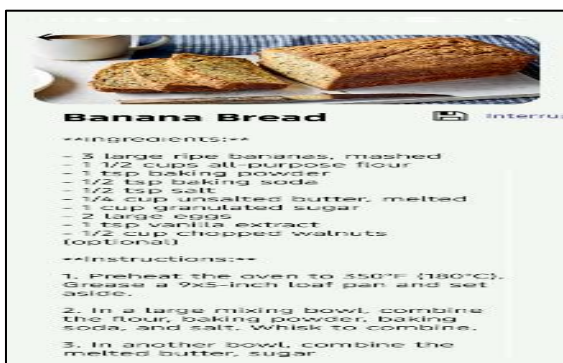 Banana Bread
Interru
**Ingredients:**
- 3 large ripe bananas, mashed
- 1 1/2 cups all-purpose flour
- 1 tsp baking powder
- 1/2 tsp baking soda
- 1/2 tsp salt
- 1/4 cup unsalted butter, melted
- 1 cup granulated sugar
- 2 large eggs
- 1 tsp vanilla extract
- 1/2 cup chopped walnuts
(optional)
**Instructions:**
1. Preheat the oven to 350°F (180°C).
Grease a 9x5-inch loaf pan and set
aside.
2. In a large mixing bowl, combine
the flour, baking powder, baking
soda, and salt. Whisk to combine.
3. In another bowl, combine the
melted butter, sugar